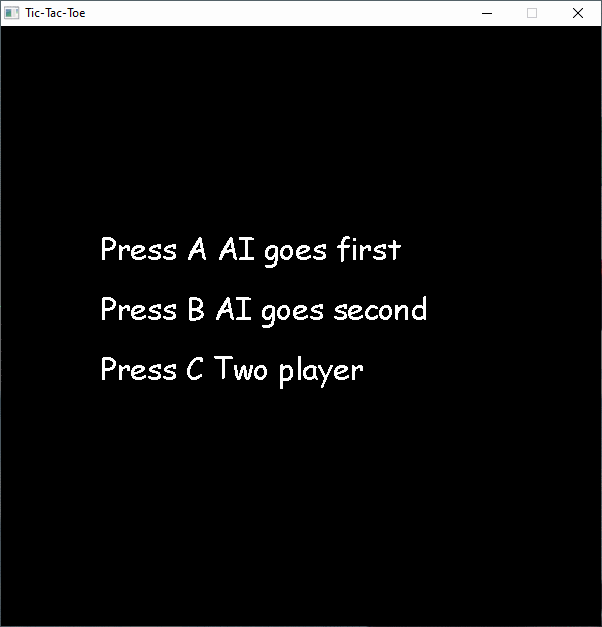 Tic-Tac-Toe
Press A AI goes first
Press B AI goes second
Press C Two player